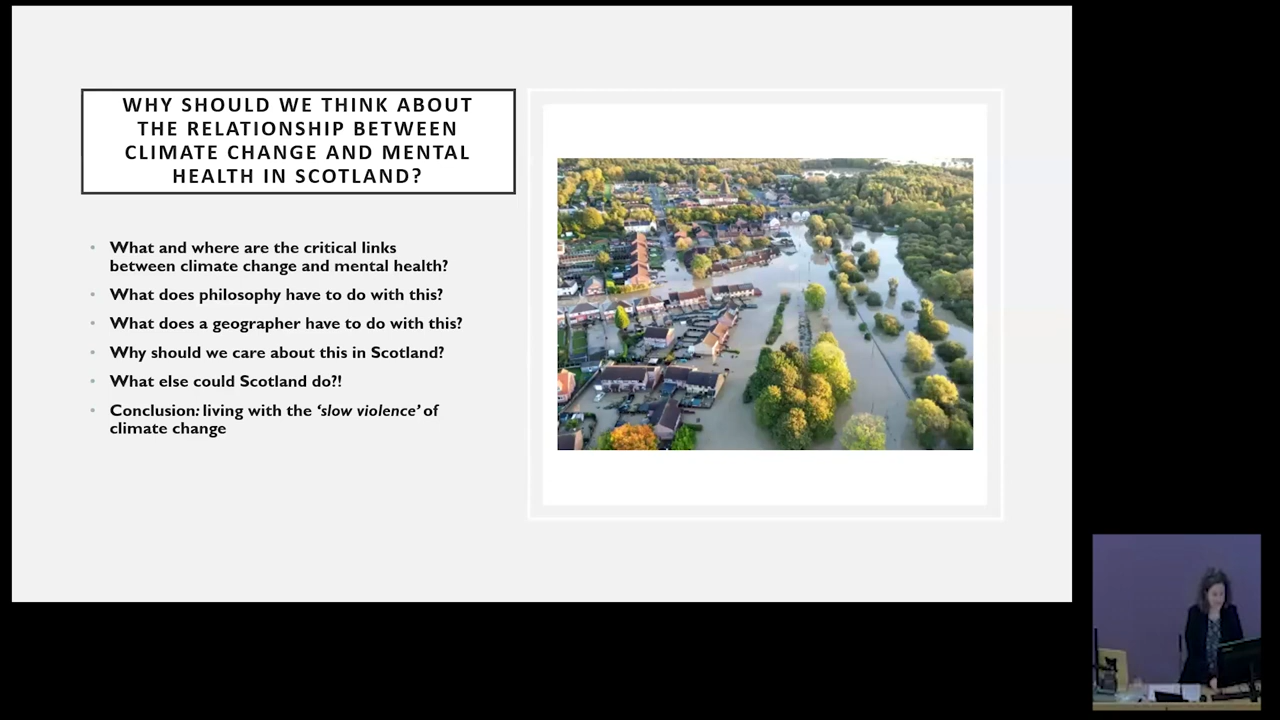 WHY SHOULD WE THINK ABOUT
THE RELATIONSHIP BETWEEN
CLIMATE CHANGE AND MENTAL
HEALTH IN SCOTLAND?
• What and where are the critical links
between climate change and mental health?
• What does philosophy have to do with this?
• What does a geographer have to do with this?
• Why should we care about this in Scotland?
• What else could Scotland do?!
• Conclusion: living with the ‘slow violence’ of
climate change